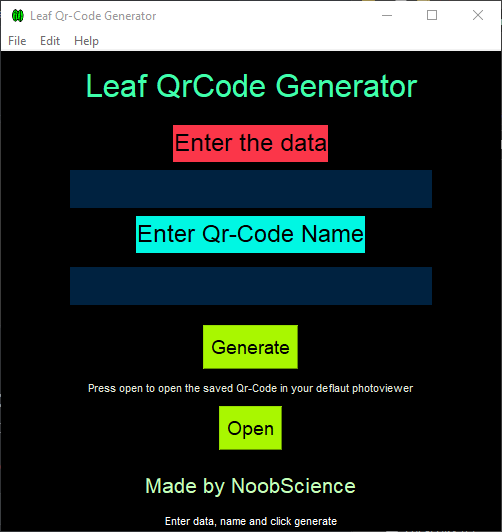 Leaf Qr-Code Generator
File Edit Help
Leaf QrCode Generator
Enter the data
Enter Qr-Code Name
Generate
Press open to open the saved Qr-Code in your deflaut photoviewer
Open
Made by NoobScience
Enter data, name and click generate